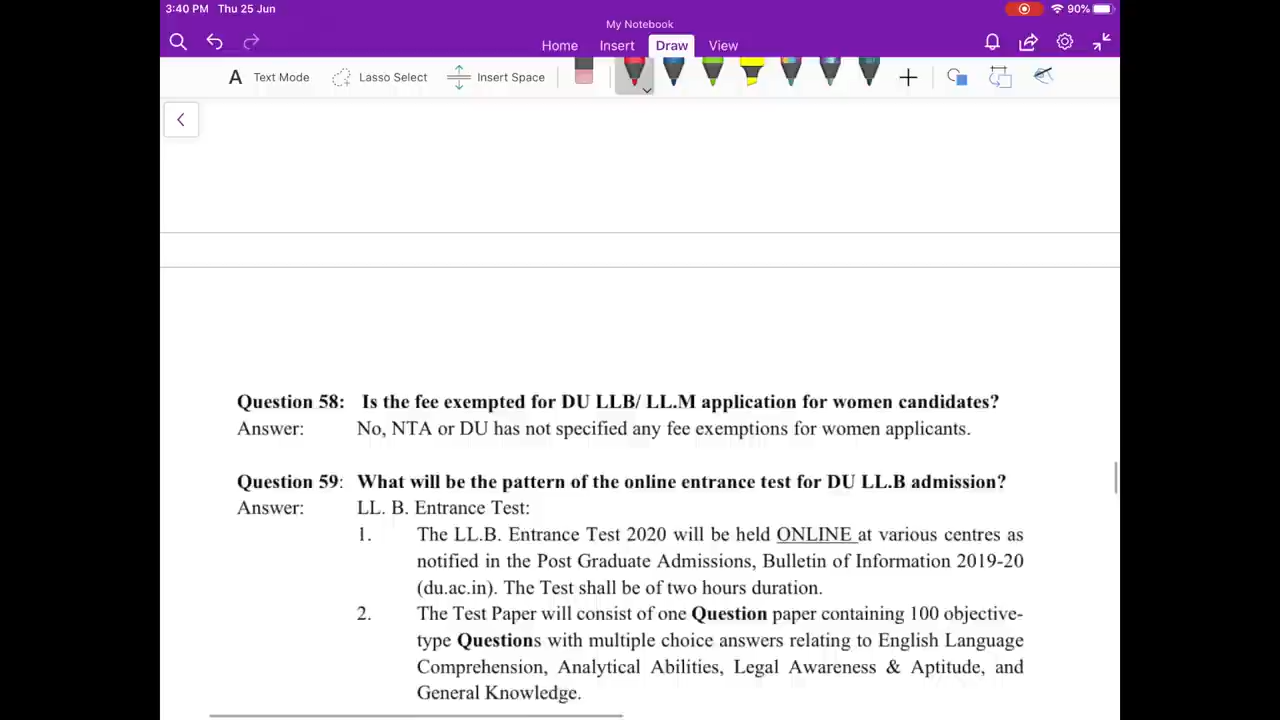 3:40 PM Thu 25 Jun
90%
My Notebook
Home Insert Draw View
A Text Mode Lasso Select Insert Space
Question 58: Is the fee exempted for DU LLB/ LL.M application for women candidates?
Answer: No, NTA or DU has not specified any fee exemptions for women applicants.
Question 59: What will be the pattern of the online entrance test for DU LL.B admission?
Answer: LL. B. Entrance Test:
1. The LL.B. Entrance Test 2020 will be held ONLINE at various centres as
notified in the Post Graduate Admissions, Bulletin of Information 2019-20
(du.ac.in). The Test shall be of two hours duration.
2. The Test Paper will consist of one Question paper containing 100 objective-
type Questions with multiple choice answers relating to English Language
Comprehension, Analytical Abilities, Legal Awareness & Aptitude, and
General Knowledge.